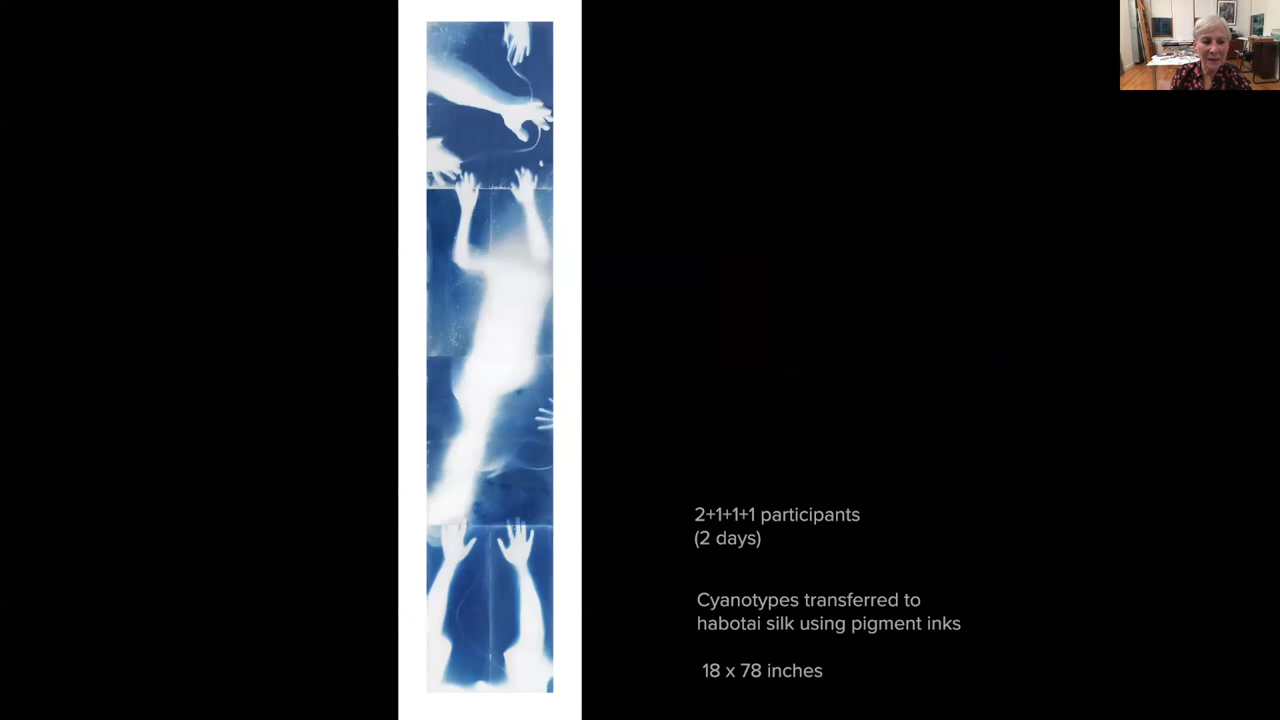 2+1+1+1 participants
(2 days)
Cyanotypes transferred to
habotai silk using pigment inks
18 x 78 inches